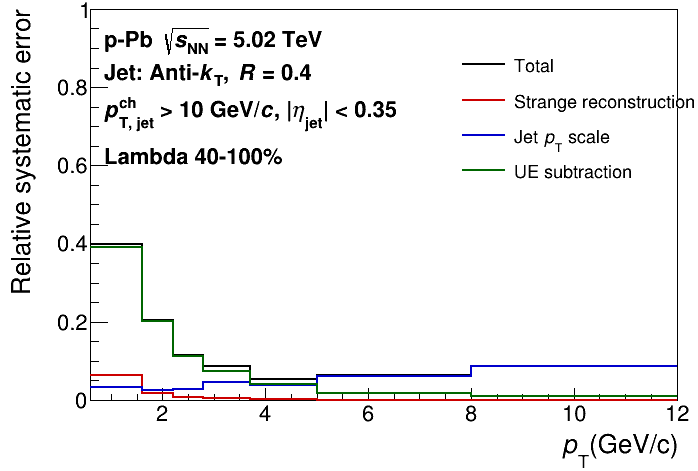 Relative systematic error
1
0.8
0.6
0.4
0.2
0
p-Pb √sNN = 5.02 TeV
Jet: Anti-kT, R = 0.4
pT, jet^ch > 10 GeV/c, |ηjet| < 0.35
Lambda 40-100%
Total
Strange reconstruction
Jet pT scale
UE subtraction
2 4 6 8 10 12
pT(GeV/c)